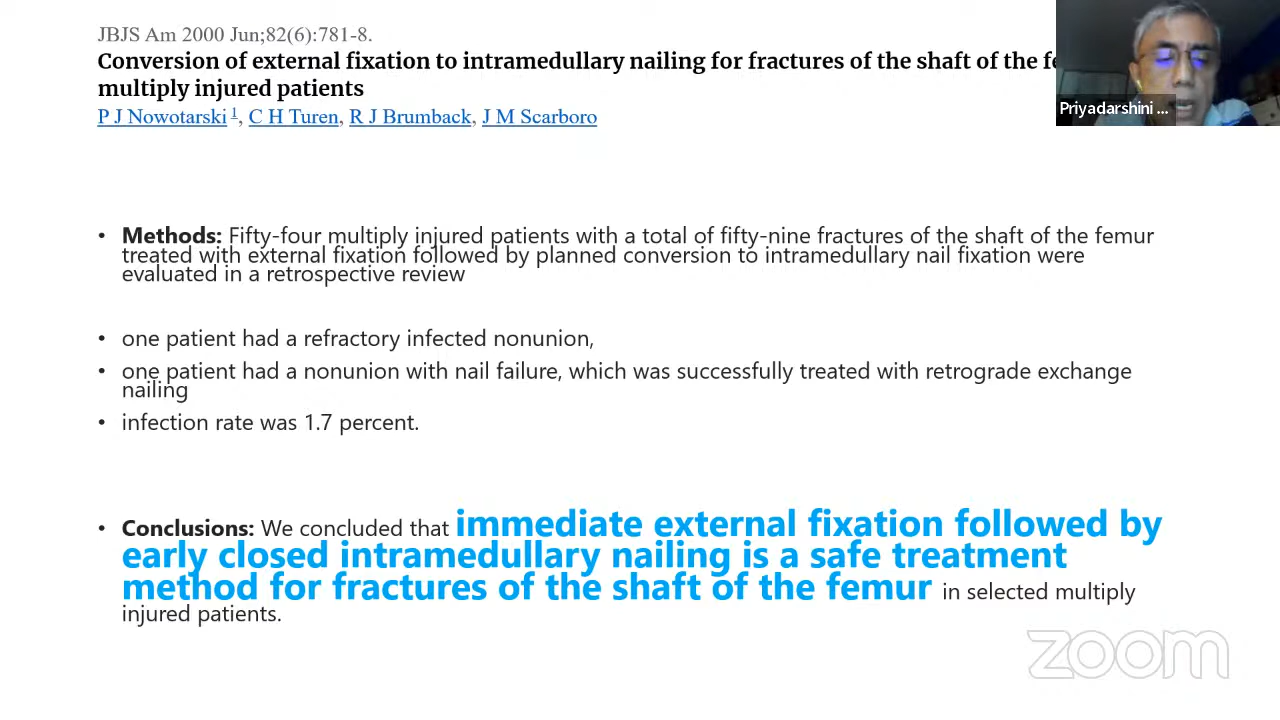 JBJS Am 2000 Jun;82(6):781-8.
Conversion of external fixation to intramedullary nailing for fractures of the shaft of the
multiply injured patients
P J Nowotarski 1, C H Turen, R J Brumback, J M Scarboro
Priyadarshini ...
• Methods: Fifty-four multiply injured patients with a total of fifty-nine fractures of the shaft of the femur
treated with external fixation followed by planned conversion to intramedullary nail fixation were
evaluated in a retrospective review
• one patient had a refractory infected nonunion,
• one patient had a nonunion with nail failure, which was successfully treated with retrograde exchange
nailing
• infection rate was 1.7 percent.
• Conclusions: We concluded that immediate external fixation followed by
early closed intramedullary nailing is a safe treatment
method for fractures of the shaft of the femur in selected multiply
injured patients.
zoom